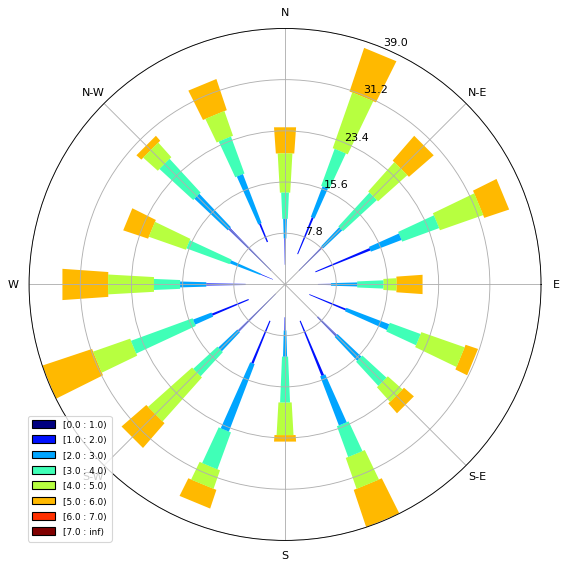 N
39.0
31.2
N-W
N-E
23.4
15.6
7.8
W
E
[0.0 : 1.0)
[1.0 : 2.0)
[2.0 : 3.0)
[3.0 : 4.0)
[4.0 : 5.0)
[5.0 : 6.0)
[6.0 : 7.0)
[7.0 : inf)
S-W
S-E
S